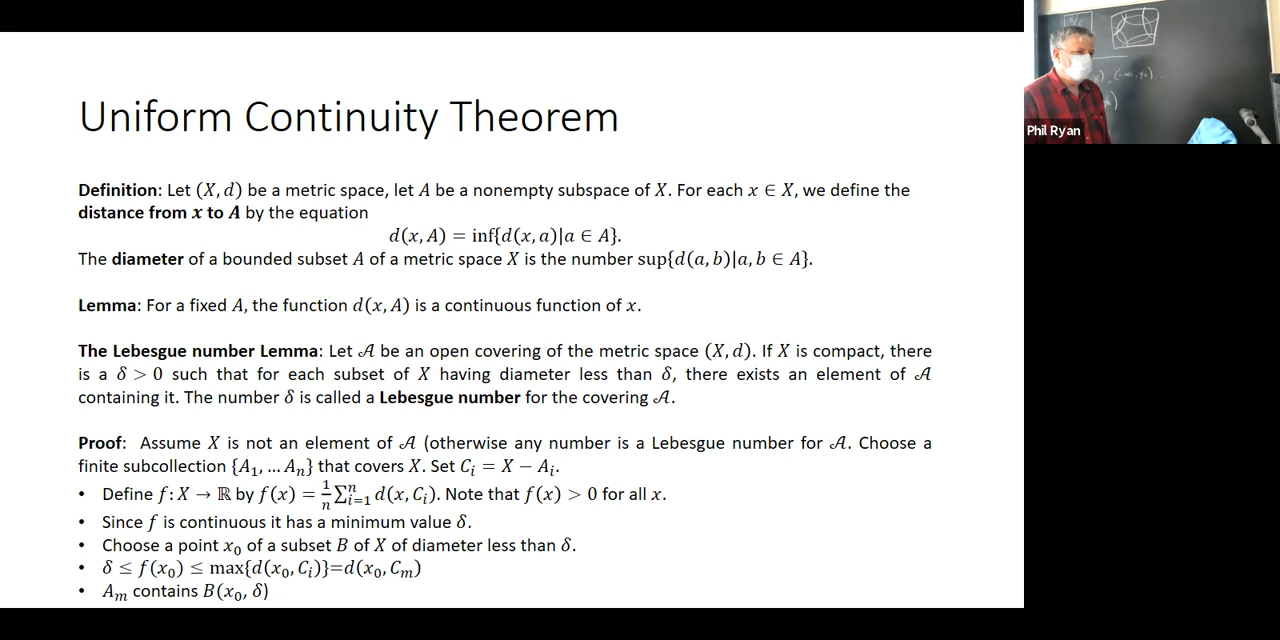 Uniform Continuity Theorem
Definition: Let (X, d) be a metric space, let A be a nonempty subspace of X. For each x ∈ X, we define the
distance from x to A by the equation
d(x, A) = inf{d(x, a)|a ∈ A}.
The diameter of a bounded subset A of a metric space X is the number sup{d(a, b)|a, b ∈ A}.
Lemma: For a fixed A, the function d(x, A) is a continuous function of x.
The Lebesgue number Lemma: Let 𝒜 be an open covering of the metric space (X, d). If X is compact, there
is a δ > 0 such that for each subset of X having diameter less than δ, there exists an element of 𝒜
containing it. The number δ is called a Lebesgue number for the covering 𝒜.
Proof: Assume X is not an element of 𝒜 (otherwise any number is a Lebesgue number for 𝒜. Choose a
finite subcollection {A₁, … Aₙ} that covers X. Set Cᵢ = X − Aᵢ.
• Define f: X → ℝ by f(x) = 1/n ∑ⁿᵢ₌₁ d(x, Cᵢ). Note that f(x) > 0 for all x.
• Since f is continuous it has a minimum value δ.
• Choose a point x₀ of a subset B of X of diameter less than δ.
• δ ≤ f(x₀) ≤ max{d(x₀, Cᵢ)}=d(x₀, Cₘ)
• Aₘ contains B(x₀, δ)
Phil Ryan